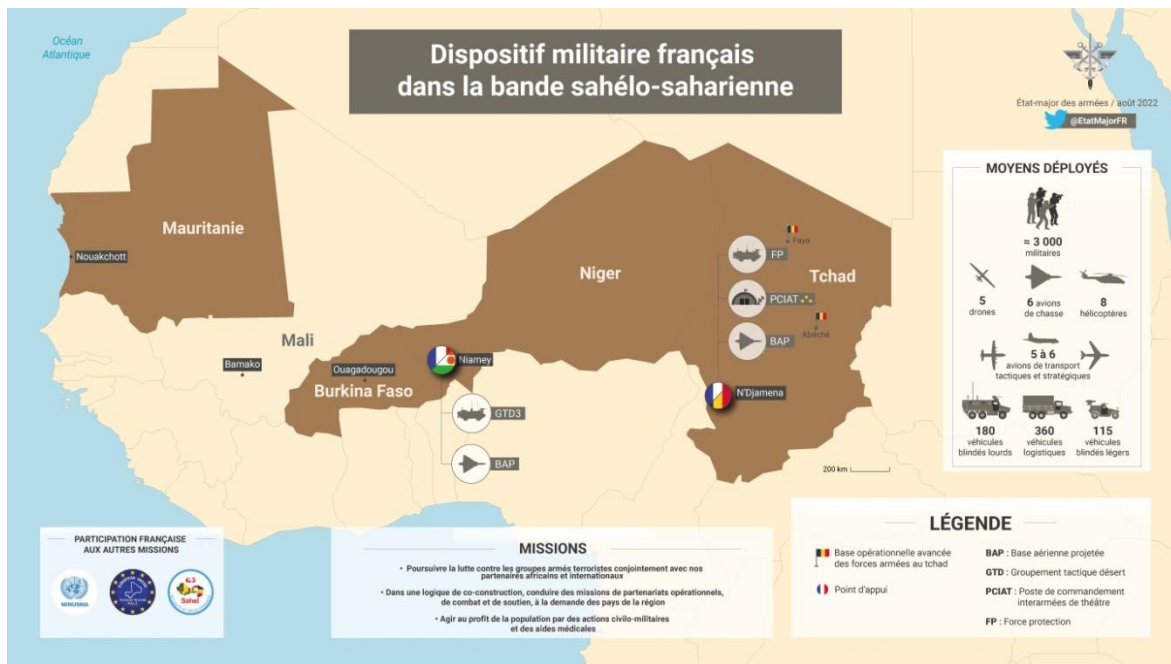 Océan
Atlantique
Dispositif militaire français
dans la bande sahélo-saharienne
État-major des armées / août 2022
@EtatMajorFR
MOYENS DÉPLOYÉS
≈ 3 000
militaires
5
drones
6 avions
de chasse
8
hélicoptères
5 à 6
avions de transport
tactiques et stratégiques
180
véhicules
blindés lourds
360
véhicules
logistiques
115
véhicules
blindés légers
Mauritanie
Nouakchott
Mali
Bamako
Ouagadougou
Burkina Faso
Niamey
GTD3
BAP
Niger
FP
PCIAT
BAP
Faya
Tchad
Abéché
N'Djamena
200 km
PARTICIPATION FRANÇAISE
AUX AUTRES MISSIONS
MINUSMA
G5
Sahel
MISSIONS
• Poursuivre la lutte contre les groupes armés terroristes conjointement avec nos
partenaires africains et internationaux
• Dans une logique de co-construction, conduire des missions de partenariats opérationnels,
de combat et de soutien, à la demande des pays de la région
• Agir au profit de la population par des actions civilo-militaires
et des aides médicales
LÉGENDE
Base opérationnelle avancée
des forces armées au tchad
Point d'appui
BAP : Base aérienne projetée
GTD : Groupement tactique désert
PCIAT : Poste de commandement
interarmées de théâtre
FP : Force protection